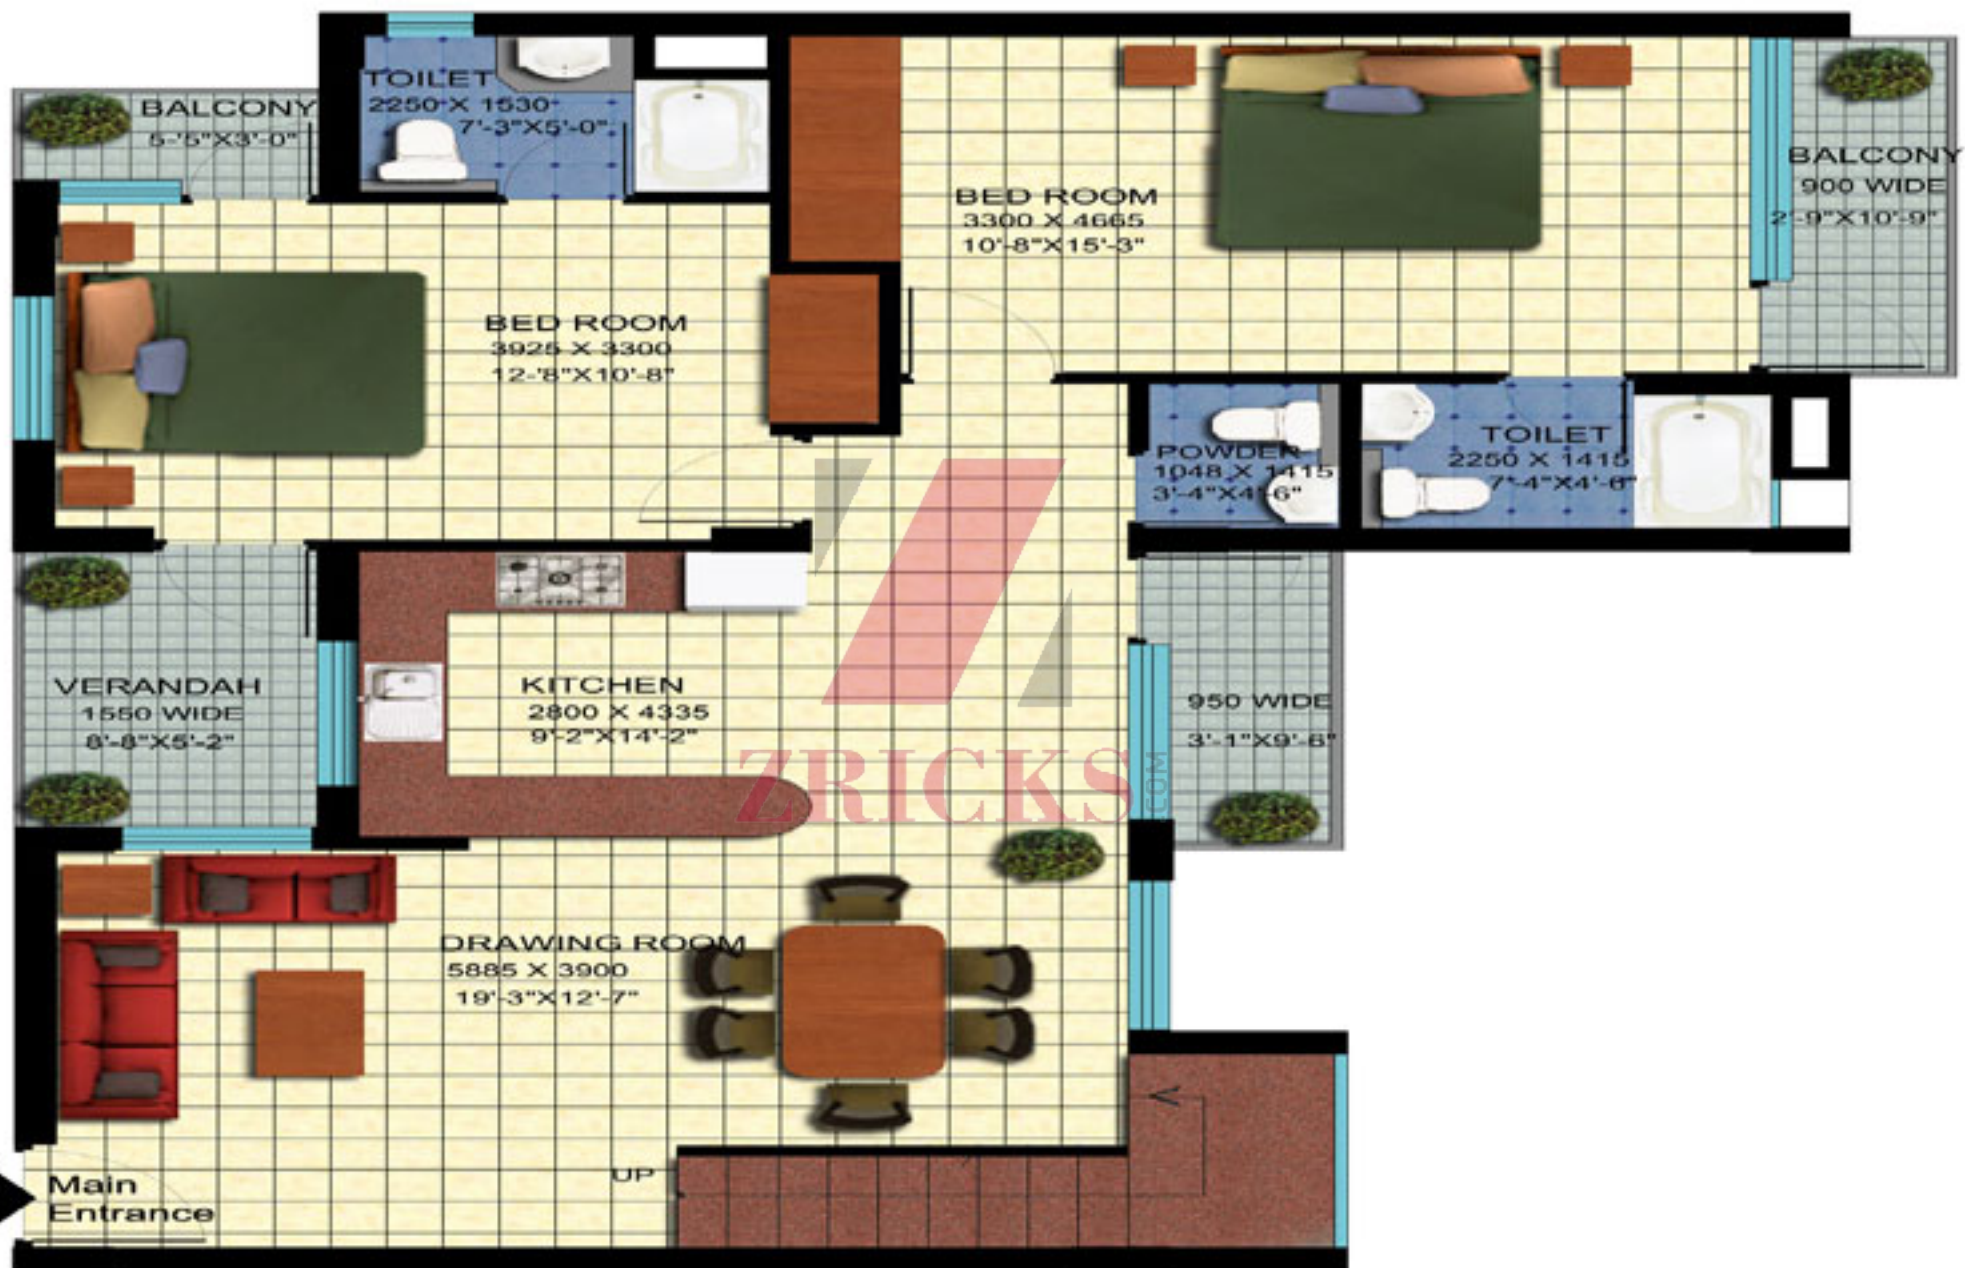 TOILET
2250 X 1530
7'-3"X5'-0"
BALCONY
5-'5"X3'-0"
BED ROOM
3300 X 4665
10'-8"X15'-3"
BALCONY
900 WIDE
2'-9"X10'-9"
BED ROOM
3925 X 3300
12-'8"X10'-8"
POWDER
1048 X 1415
3'-4"X4'-6"
TOILET
2250 X 1415
7'-4"X4'-6"
VERANDAH
1550 WIDE
8'-8"X5'-2"
KITCHEN
2800 X 4335
9'-2"X14'-2"
950 WIDE
3'-1"X9'-6"
ZRICKS.COM
DRAWING ROOM
5885 X 3900
19'-3"X12'-7"
UP
Main
Entrance